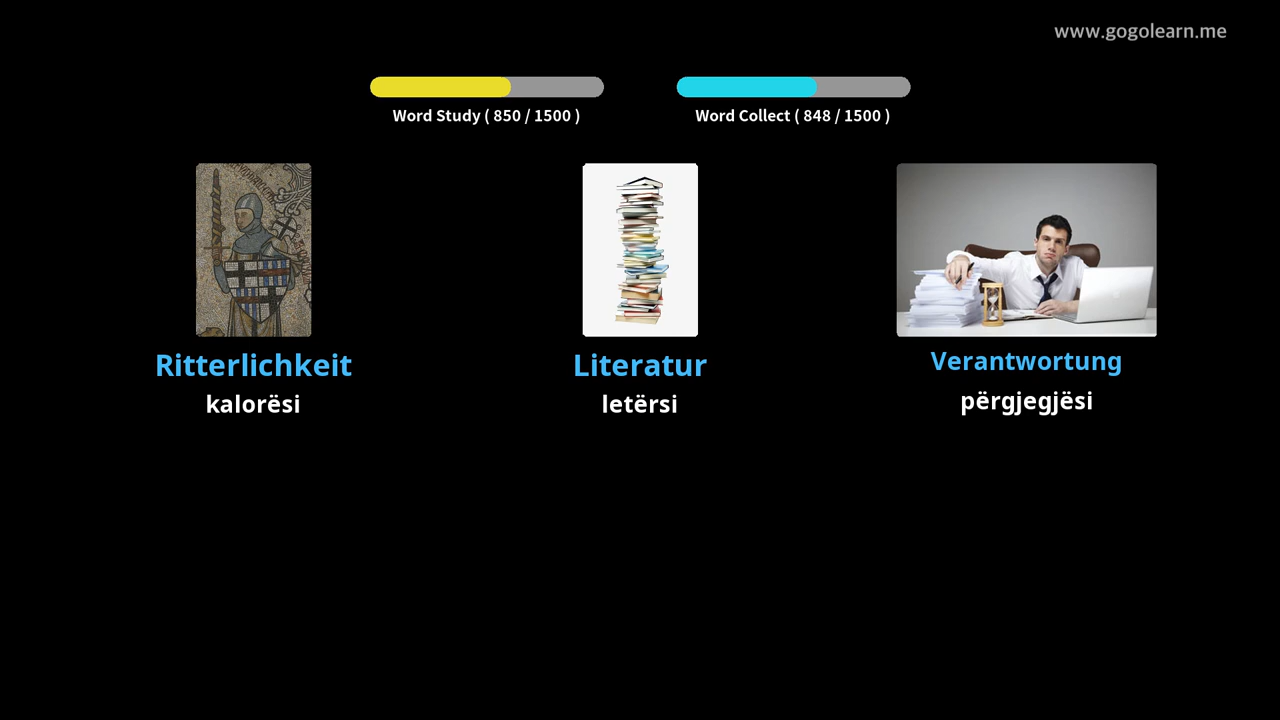 www.gogolearn.me
Word Study ( 850 / 1500 )
Word Collect ( 848 / 1500 )
Ritterlichkeit
kalorësi
Literatur
letërsi
Verantwortung
përgjegjësi